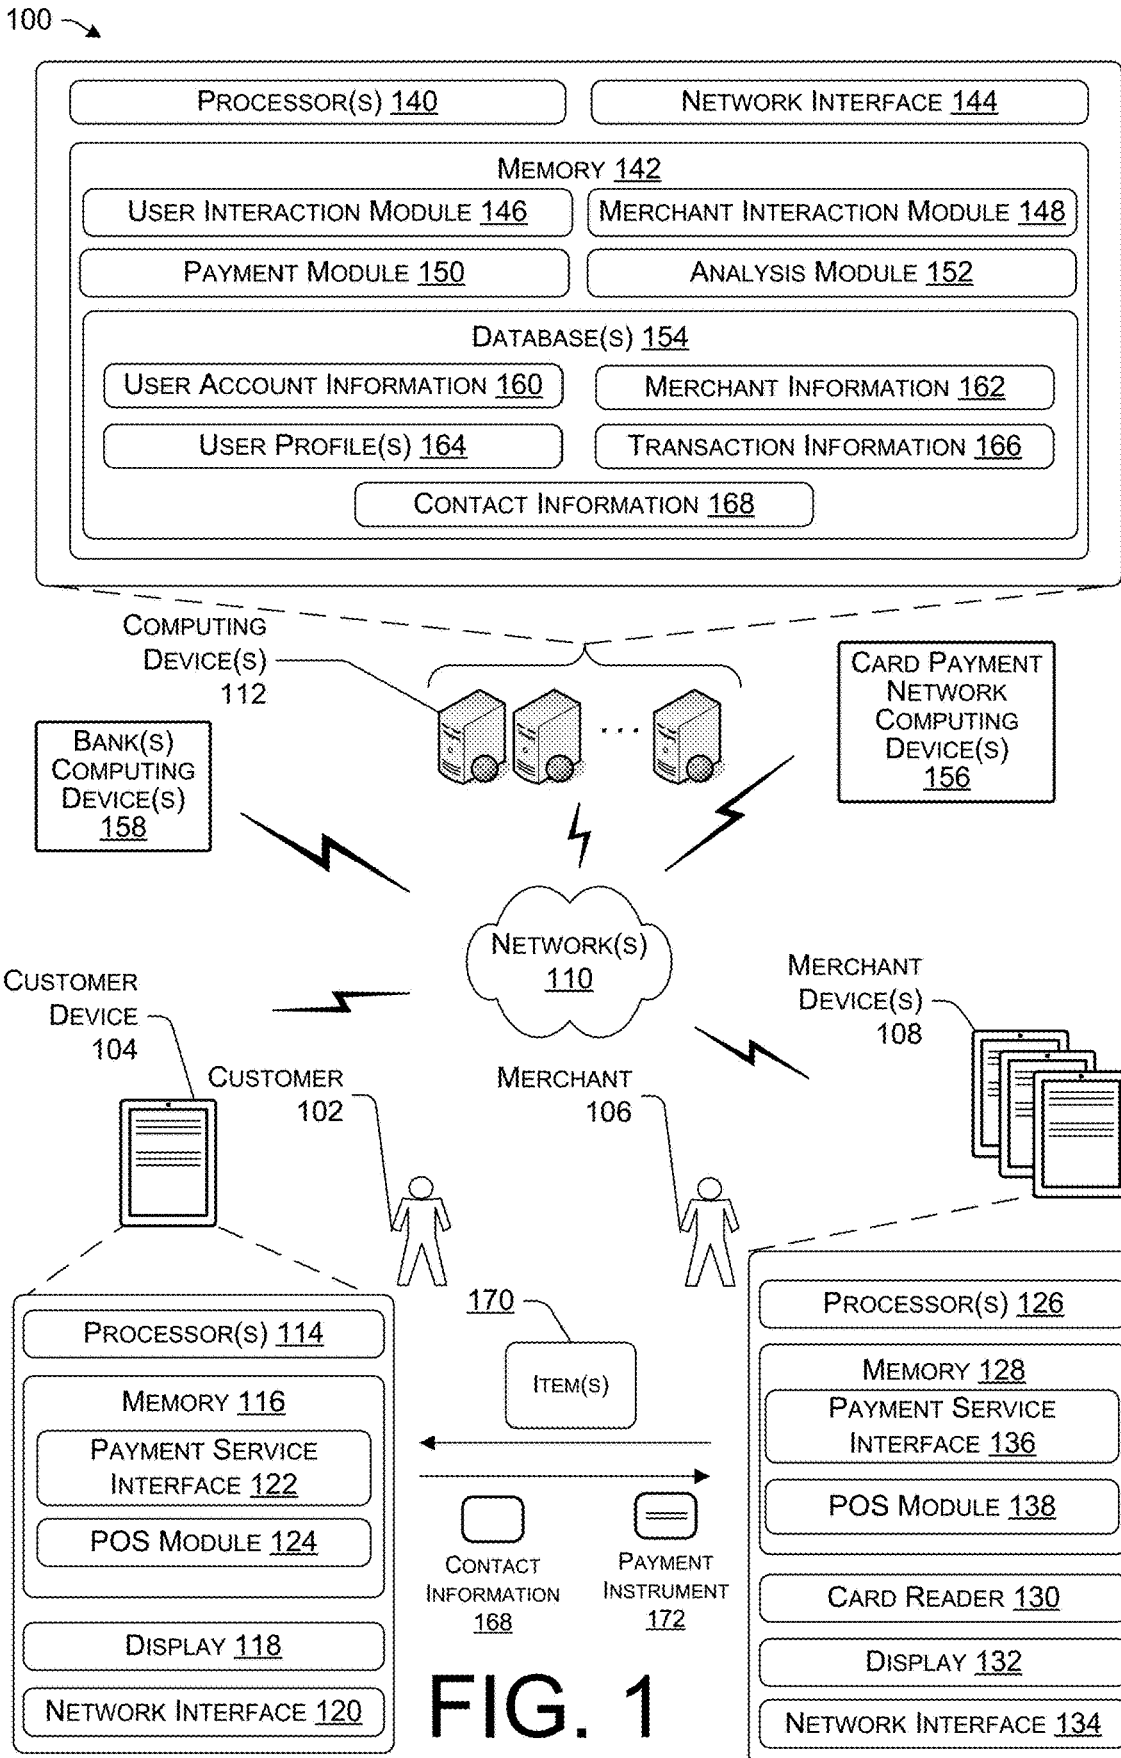 100
PROCESSOR(S) 140
NETWORK INTERFACE 144
MEMORY 142
USER INTERACTION MODULE 146
MERCHANT INTERACTION MODULE 148
PAYMENT MODULE 150
ANALYSIS MODULE 152
DATABASE(S) 154
USER ACCOUNT INFORMATION 160
MERCHANT INFORMATION 162
USER PROFILE(S) 164
TRANSACTION INFORMATION 166
CONTACT INFORMATION 168
COMPUTING
DEVICE(S)
112
CARD PAYMENT
NETWORK
COMPUTING
DEVICE(S)
156
BANK(S)
COMPUTING
DEVICE(S)
158
...
NETWORK(S)
110
CUSTOMER
DEVICE
104
MERCHANT
DEVICE(S)
108
CUSTOMER
102
MERCHANT
106
PROCESSOR(S) 114
MEMORY 116
PAYMENT SERVICE
INTERFACE 122
POS MODULE 124
DISPLAY 118
NETWORK INTERFACE 120
170
ITEM(S)
CONTACT
INFORMATION
168
PAYMENT
INSTRUMENT
172
PROCESSOR(S) 126
MEMORY 128
PAYMENT SERVICE
INTERFACE 136
POS MODULE 138
CARD READER 130
DISPLAY 132
NETWORK INTERFACE 134
FIG. 1